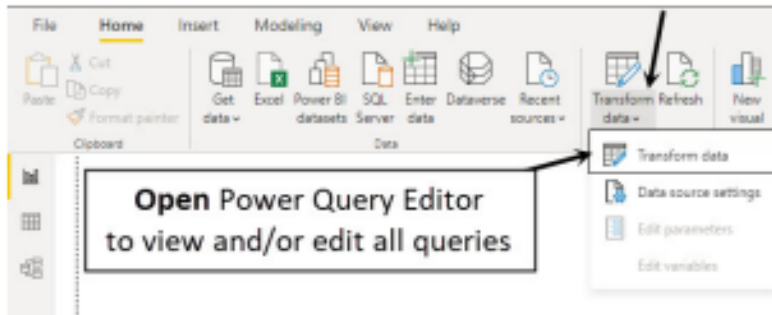 File Home Insert Modeling View Help
Cut
Copy
Format painter
Paste
Get data
Excel
Power BI datasets
SQL Server
Enter data
Dataverse
Recent sources
Transform data
Refresh
New visual
Clipboard
Data
Transform data
Data source settings
Edit parameters
Edit variables
Open Power Query Editor
to view and/or edit all queries